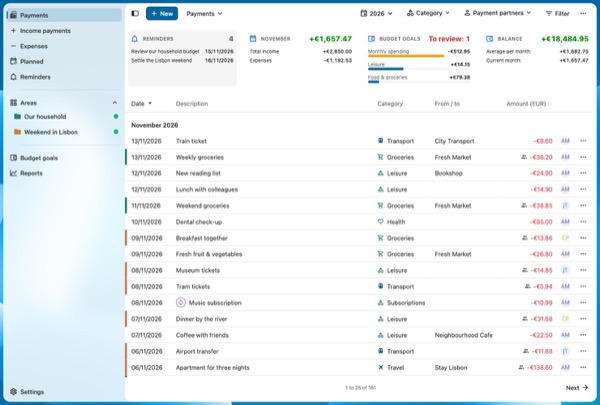 Payments
Income payments
Expenses
Planned
Reminders
Areas
Our household
Weekend in Lisbon
Budget goals
Reports
Settings
New
Payments
2026
Category
Payment partners
Filter
REMINDERS 4
Review our household budget 15/11/2026
Settle the Lisbon weekend 16/11/2026
NOVEMBER +€1,657.47
Total income +€2,850.00
Expenses -€1,192.53
BUDGET GOALS To review: 1
Monthly spending -€512.95
Leisure +€14.15
Food & groceries +€79.38
BALANCE +€18,484.95
Average per month: +€1,682.75
Current month: +€1,657.47
Date Description Category From / to Amount (EUR)
November 2026
13/11/2026 Train ticket Transport City Transport -€8.60 AM
13/11/2026 Weekly groceries Groceries Fresh Market -€36.20 AM
12/11/2026 New reading list Leisure Bookshop -€24.90 AM
12/11/2026 Lunch with colleagues Leisure -€14.90 AM
11/11/2026 Weekend groceries Groceries Fresh Market -€38.85 JT
10/11/2026 Dental check-up Health -€65.00 AM
09/11/2026 Breakfast together Groceries -€13.86 CP
09/11/2026 Fresh fruit & vegetables Groceries Fresh Market -€26.80 AM
08/11/2026 Museum tickets Leisure -€14.85 JT
08/11/2026 Tram tickets Transport -€5.94 AM
08/11/2026 Music subscription Subscriptions -€10.99 AM
07/11/2026 Dinner by the river Leisure -€31.68 CP
07/11/2026 Coffee with friends Leisure Neighbourhood Cafe -€22.50 AM
06/11/2026 Airport transfer Transport -€11.88 JT
06/11/2026 Apartment for three nights Travel Stay Lisbon -€138.60 AM
1 to 25 of 161
Next